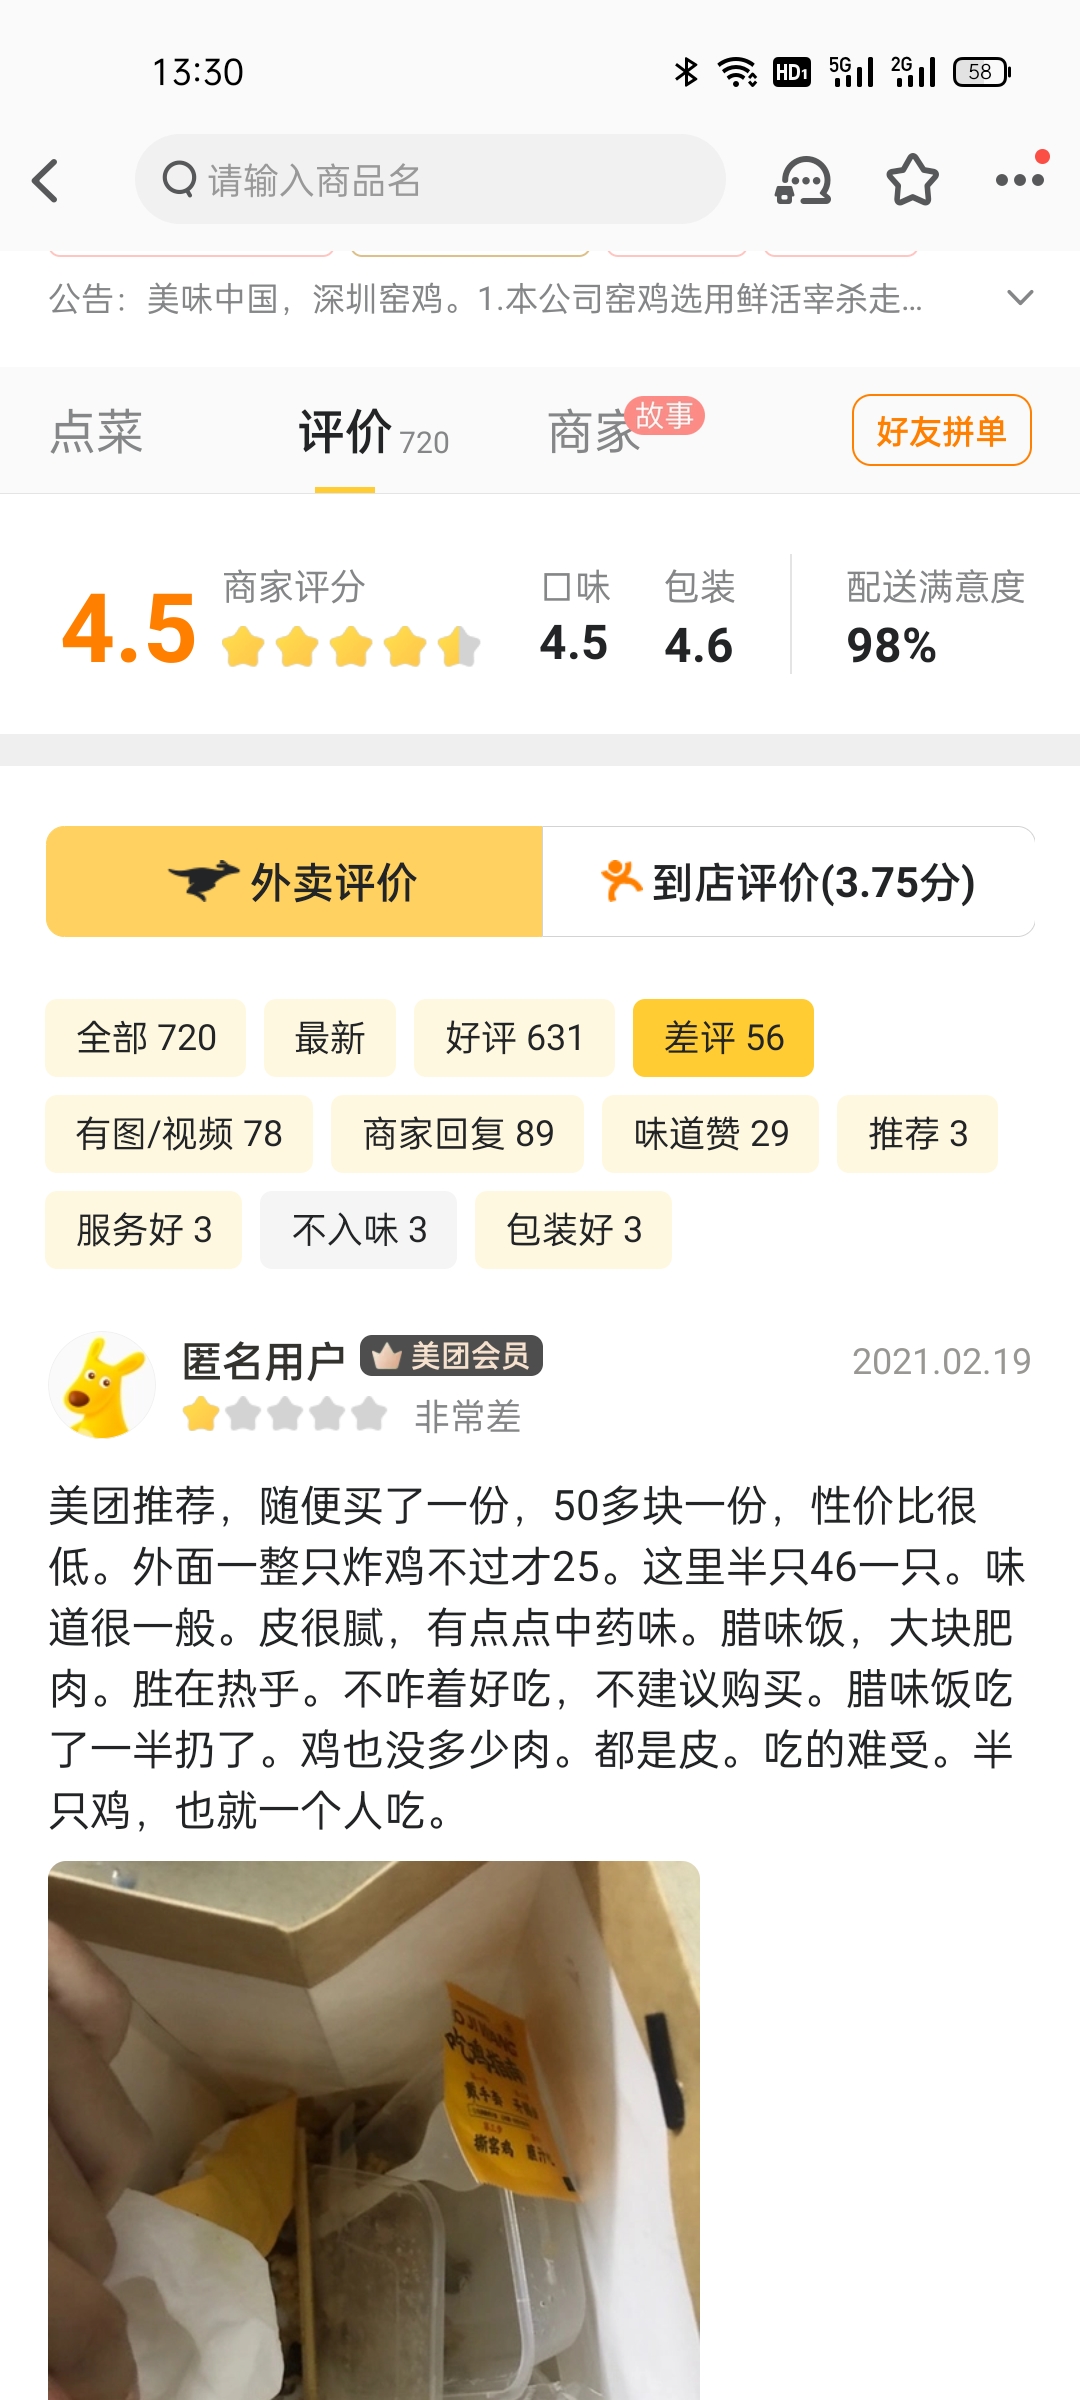 13:30
HD1 5G 2G 58
请输入商品名
公告：美味中国，深圳窑鸡。1.本公司窑鸡选用鲜活宰杀走...
点菜 评价 720 商家 故事 好友拼单
4.5 商家评分 口味 4.5 包装 4.6 配送满意度 98%
外卖评价 到店评价(3.75分)
全部 720 最新 好评 631 差评 56
有图/视频 78 商家回复 89 味道赞 29 推荐 3
服务好 3 不入味 3 包装好 3
匿名用户 美团会员 2021.02.19
非常差
美团推荐，随便买了一份，50多块一份，性价比很
低。外面一整只炸鸡不过才25。这里半只46一只。味
道很一般。皮很腻，有点点中药味。腊味饭，大块肥
肉。胜在热乎。不咋着好吃，不建议购买。腊味饭吃
了一半扔了。鸡也没多少肉。都是皮。吃的难受。半
只鸡，也就一个人吃。
吃鸡指南
戴手套
撕窑鸡